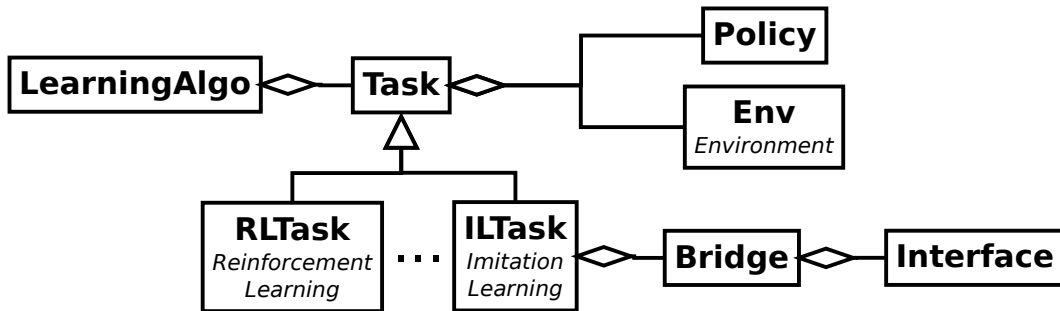 Policy
LearningAlgo
Task
Env
Environment
RLTask
Reinforcement
Learning
...
ILTask
Imitation
Learning
Bridge
Interface